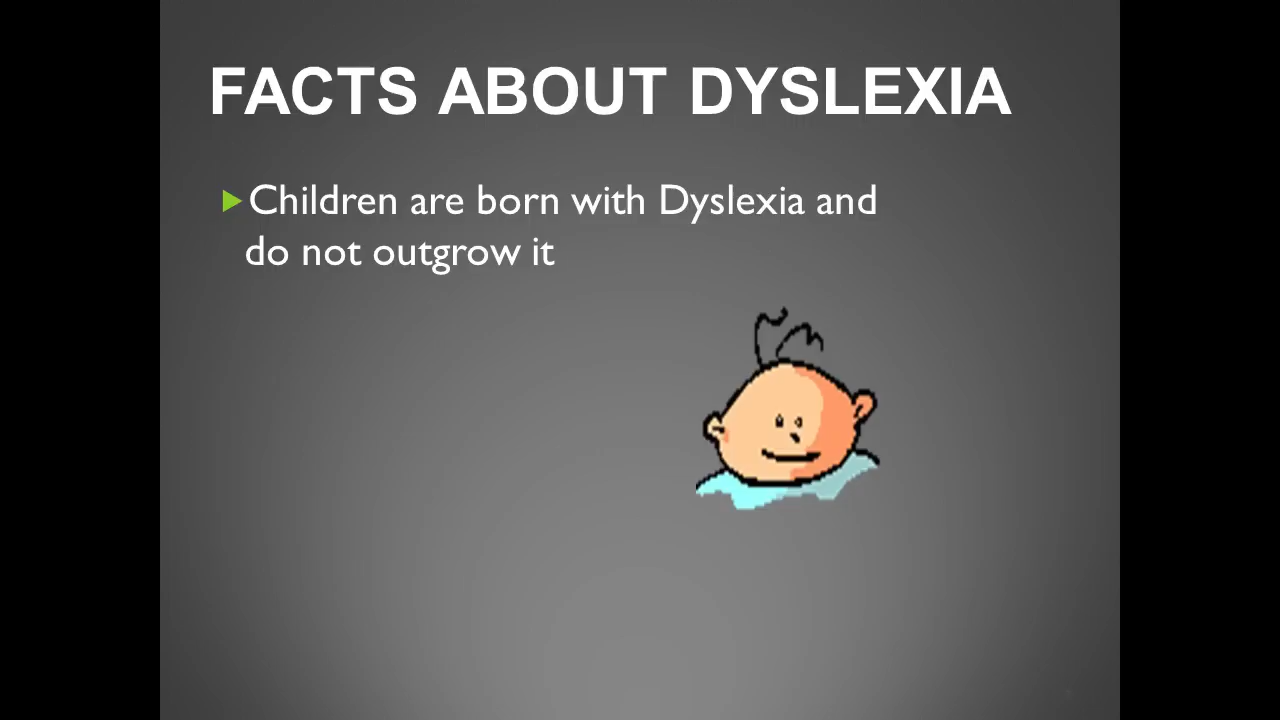 FACTS ABOUT DYSLEXIA
Children are born with Dyslexia and
do not outgrow it